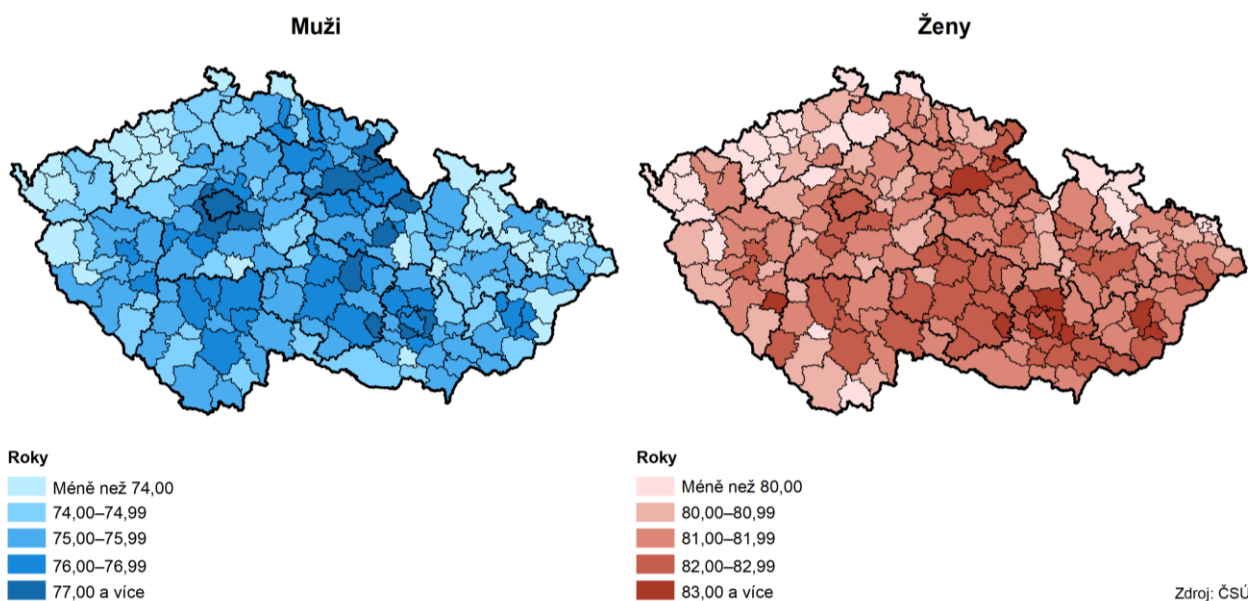 Muži
Ženy
Roky
Méně než 74,00
74,00–74,99
75,00–75,99
76,00–76,99
77,00 a více
Roky
Méně než 80,00
80,00–80,99
81,00–81,99
82,00–82,99
83,00 a více
Zdroj: ČSÚ